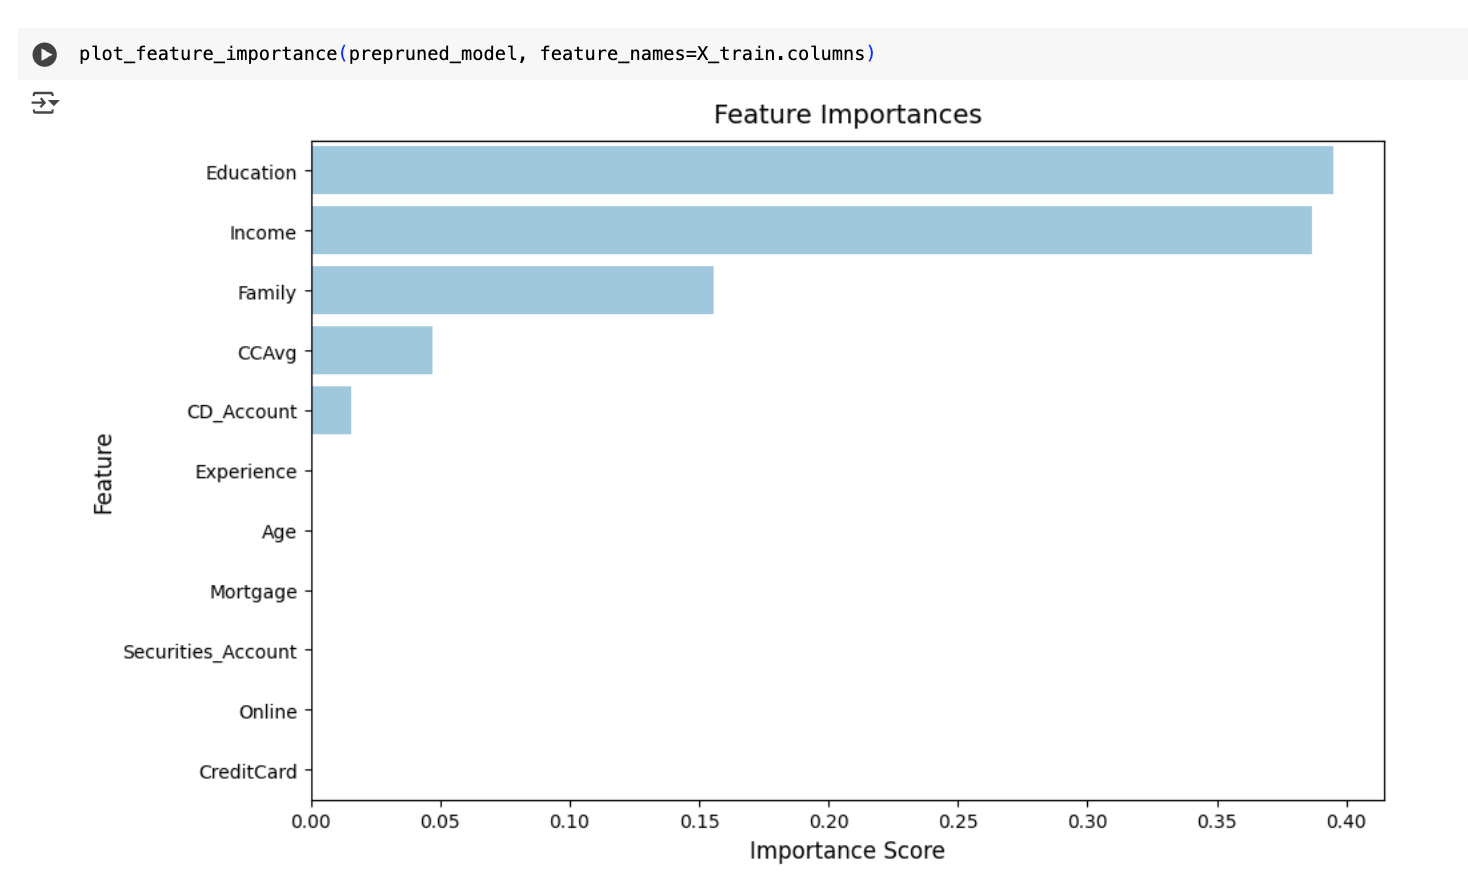 plot_feature_importance(prepruned_model, feature_names=X_train.columns)
Feature Importances
Education
Income
Family
CCAvg
CD_Account
Experience
Age
Mortgage
Securities_Account
Online
CreditCard
Feature
0.00 0.05 0.10 0.15 0.20 0.25 0.30 0.35 0.40
Importance Score